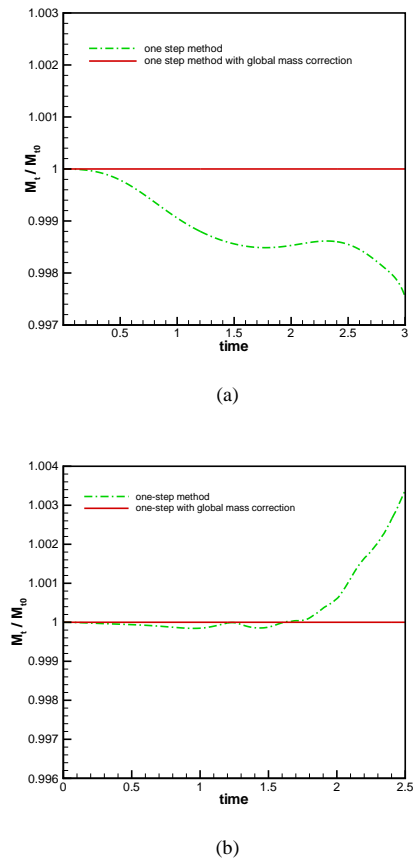 1.003
1.002
1.001
1
0.999
0.998
0.997
M_t / M_t0
one step method
one step method with global mass correction
0.5 1 1.5 2 2.5 3
time
(a)
1.004
1.003
1.002
1.001
1
0.999
0.998
0.997
0.996
M_t / M_t0
one-step method
one-step with global mass correction
0 0.5 1 1.5 2 2.5
time
(b)